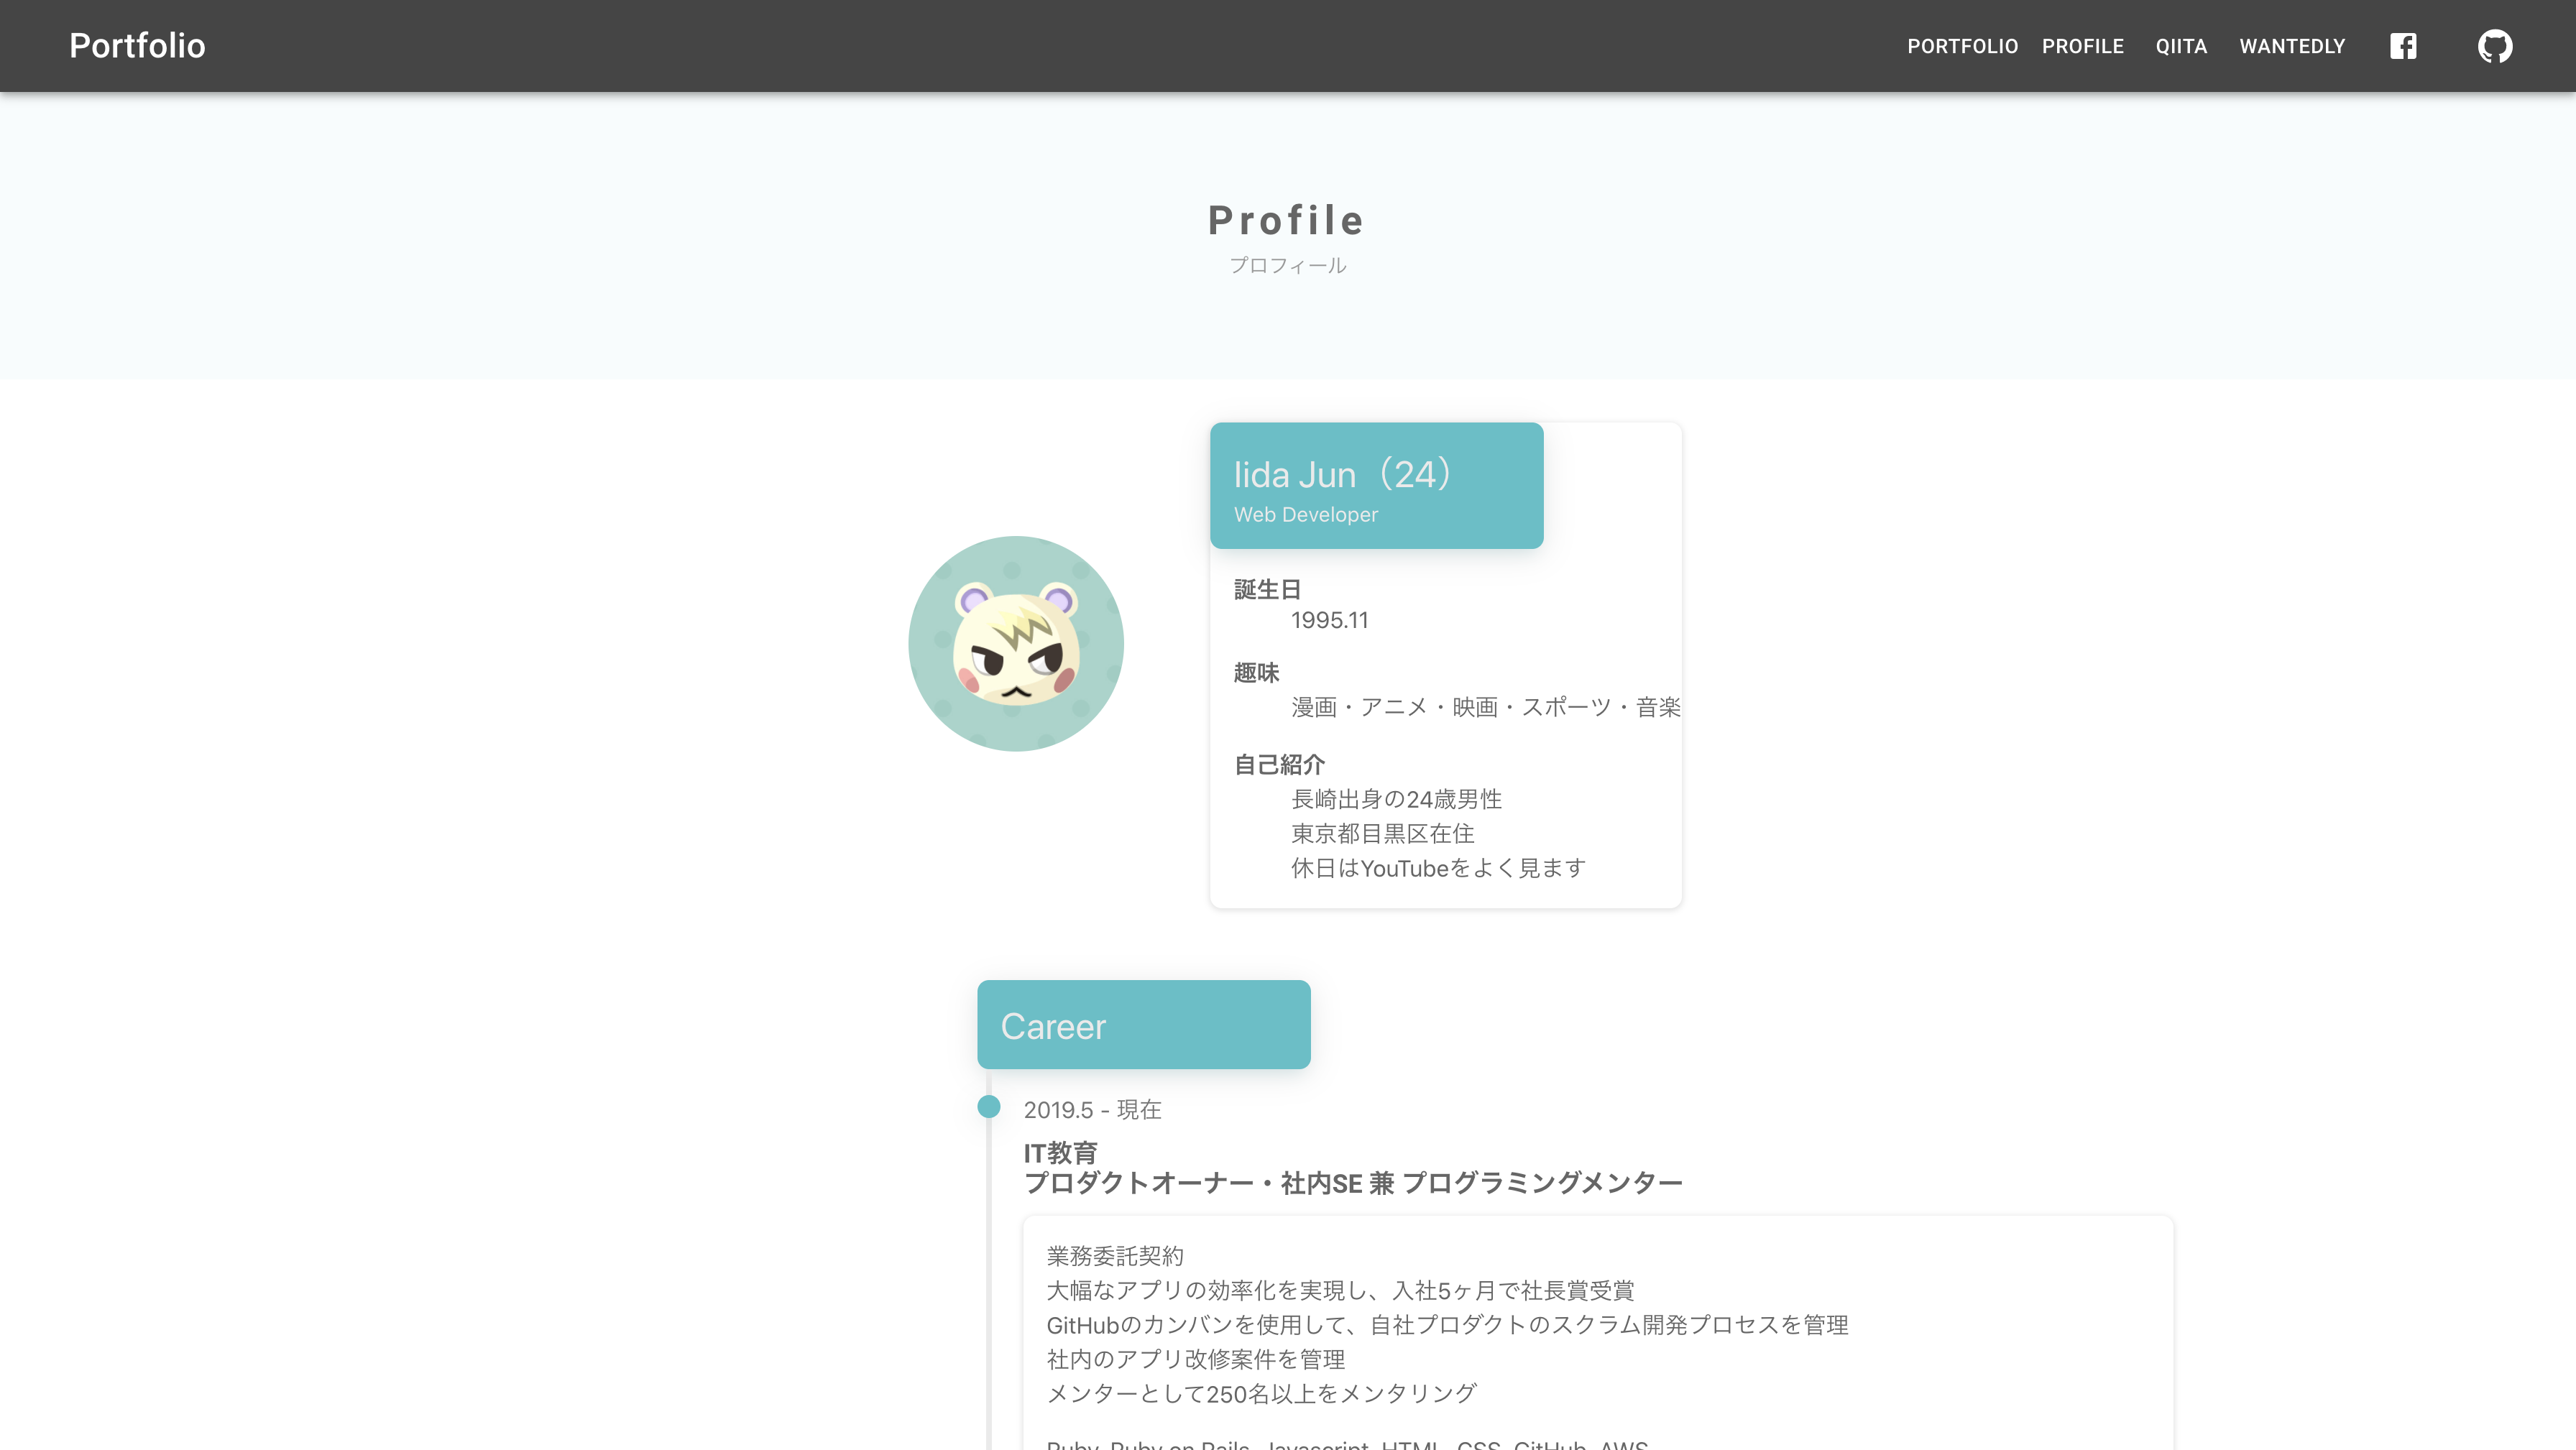 Portfolio
PORTFOLIO PROFILE QIITA WANTEDLY
Profile
プロフィール
Iida Jun（24）
Web Developer
誕生日
1995.11
趣味
漫画・アニメ・映画・スポーツ・音楽
自己紹介
長崎出身の24歳男性
東京都目黒区在住
休日はYouTubeをよく見ます
Career
2019.5 - 現在
IT教育
プロダクトオーナー・社内SE 兼 プログラミングメンター
業務委託契約
大幅なアプリの効率化を実現し、入社5ヶ月で社長賞受賞
GitHubのカンバンを使用して、自社プロダクトのスクラム開発プロセスを管理
社内のアプリ改修案件を管理
メンターとして250名以上をメンタリング
Ruby, Ruby on Rails, Javascript, HTML, CSS, GitHub, AWS